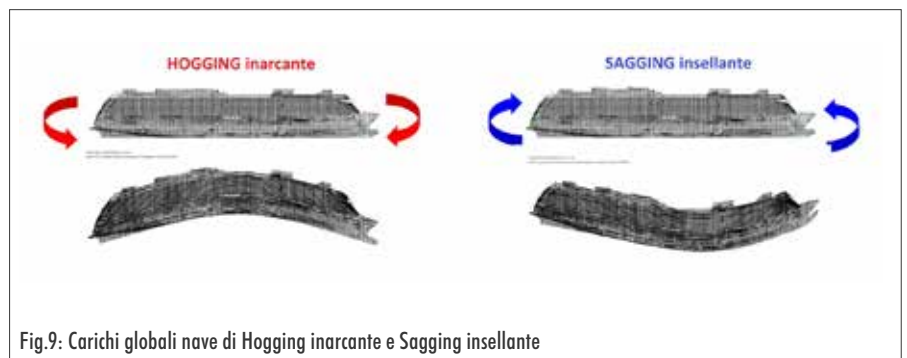 HOGGING inarcante
SAGGING insellante
Fig.9: Carichi globali nave di Hogging inarcante e Sagging insellante